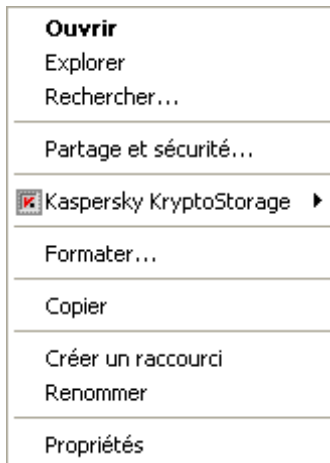 Ouvrir
Explorer
Rechercher...
Partage et sécurité...
Kaspersky KryptoStorage
Formater...
Copier
Créer un raccourci
Renommer
Propriétés